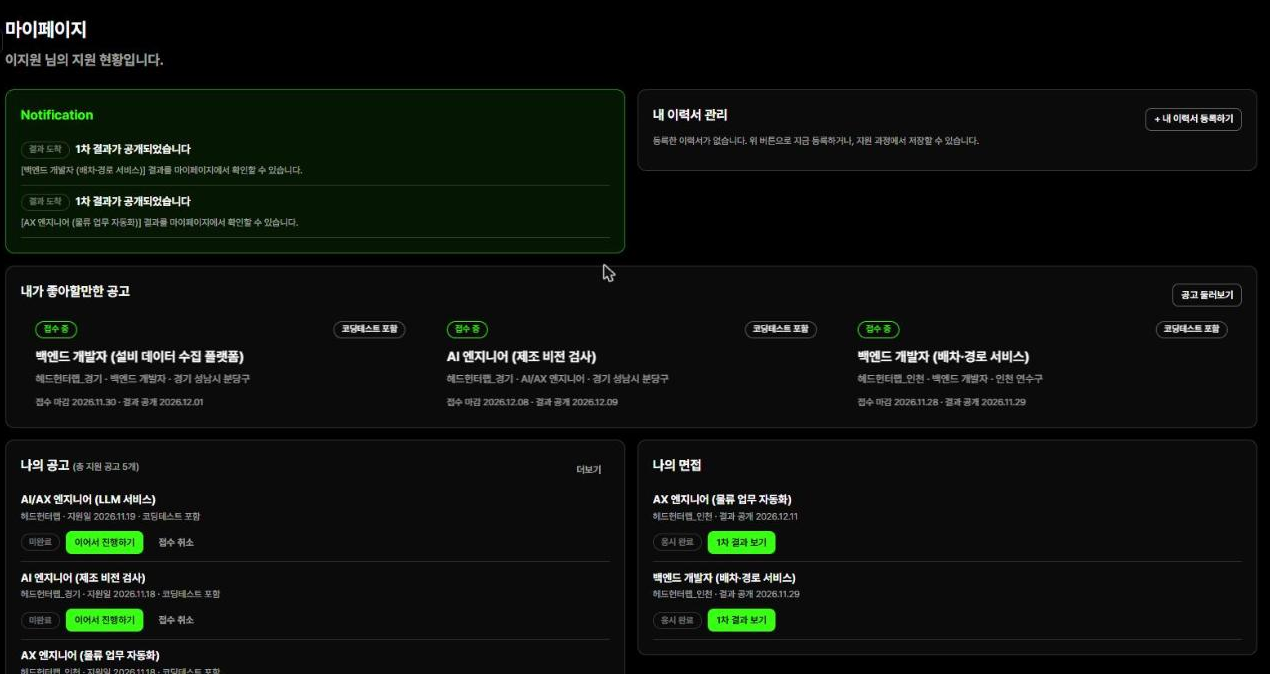 마이페이지
이지원 님의 지원 현황입니다.
Notification
결과 도착 1차 결과가 공개되었습니다
[백엔드 개발자 (배차·경로 서비스)] 결과를 마이페이지에서 확인할 수 있습니다.
결과 도착 1차 결과가 공개되었습니다
[AX 엔지니어 (물류 업무 자동화)] 결과를 마이페이지에서 확인할 수 있습니다.
내 이력서 관리
+ 내 이력서 등록하기
등록한 이력서가 없습니다. 위 버튼으로 지금 등록하거나, 지원 과정에서 저장할 수 있습니다.
내가 좋아할만한 공고
공고 둘러보기
접수 중 코딩테스트 포함
백엔드 개발자 (설비 데이터 수집 플랫폼)
헤드헌터랩_경기 · 백엔드 개발자 · 경기 성남시 분당구
접수 마감 2026.11.30 · 결과 공개 2026.12.01
접수 중 코딩테스트 포함
AI 엔지니어 (제조 비전 검사)
헤드헌터랩_경기 · AI/AX 엔지니어 · 경기 성남시 분당구
접수 마감 2026.12.08 · 결과 공개 2026.12.09
접수 중 코딩테스트 포함
백엔드 개발자 (배차·경로 서비스)
헤드헌터랩_인천 · 백엔드 개발자 · 인천 연수구
접수 마감 2026.11.28 · 결과 공개 2026.11.29
나의 공고 (총 지원 공고 5개)
더보기
AI/AX 엔지니어 (LLM 서비스)
헤드헌터랩 · 지원일 2026.11.19 · 코딩테스트 포함
미완료 이어서 진행하기 접수 취소
AI 엔지니어 (제조 비전 검사)
헤드헌터랩_경기 · 지원일 2026.11.18 · 코딩테스트 포함
미완료 이어서 진행하기 접수 취소
AX 엔지니어 (물류 업무 자동화)
헤드헌터랩_인천 · 지원일 2026.11.18 · 코딩테스트 포함
나의 면접
AX 엔지니어 (물류 업무 자동화)
헤드헌터랩_인천 · 결과 공개 2026.12.11
응시 완료 1차 결과 보기
백엔드 개발자 (배차·경로 서비스)
헤드헌터랩_인천 · 결과 공개 2026.11.29
응시 완료 1차 결과 보기